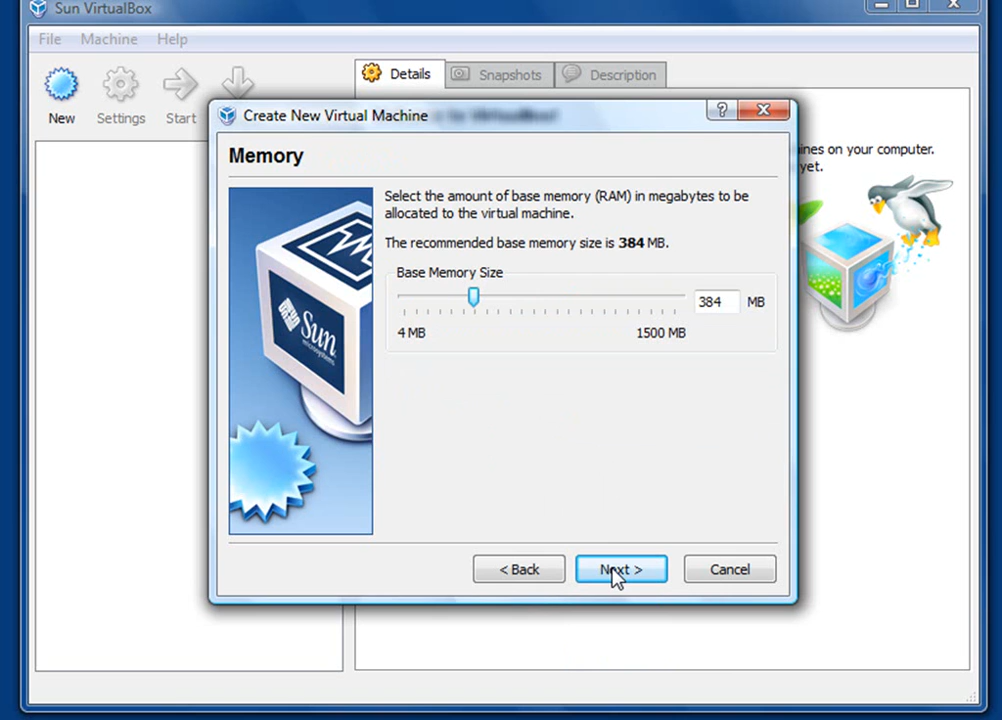 Sun VirtualBox
File Machine Help
New Settings Start
Details Snapshots Description
ines on your computer.
yet.
Create New Virtual Machine
Memory
Select the amount of base memory (RAM) in megabytes to be
allocated to the virtual machine.
The recommended base memory size is 384 MB.
Base Memory Size
384 MB
4 MB 1500 MB
Sun
microsystems
< Back Next > Cancel